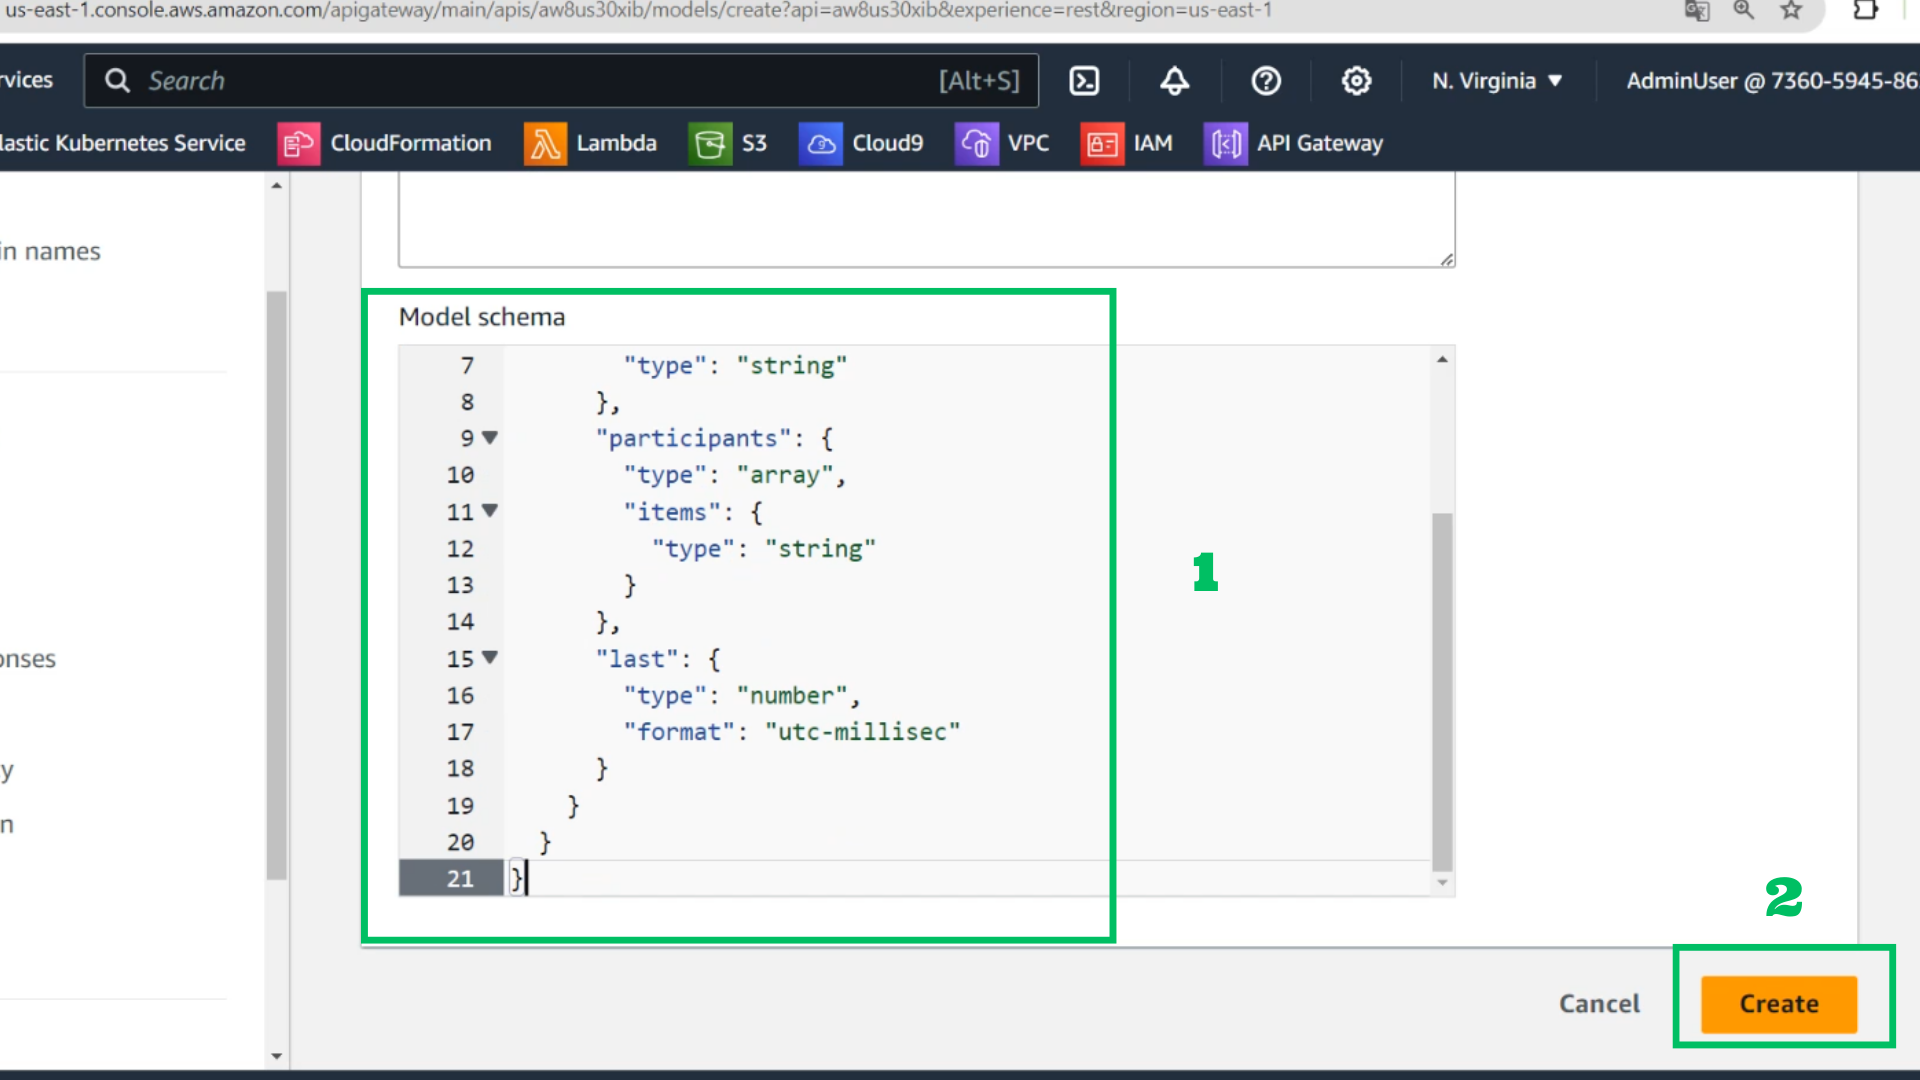 us-east-1.console.aws.amazon.com/apigateway/main/apis/aw8us30xib/models/create?api=aw8us30xib&experience=rest&region=us-east-1
rvices
Search
[Alt+S]
N. Virginia ▼
AdminUser @ 7360-5945-86
lastic Kubernetes Service
CloudFormation
Lambda
S3
Cloud9
VPC
IAM
API Gateway
in names
onses
y
n
Model schema
7 "type": "string"
8 },
9 "participants": {
10 "type": "array",
11 "items": {
12 "type": "string"
13 }
14 },
15 "last": {
16 "type": "number",
17 "format": "utc-millisec"
18 }
19 }
20 }
21 }
1
2
Cancel
Create